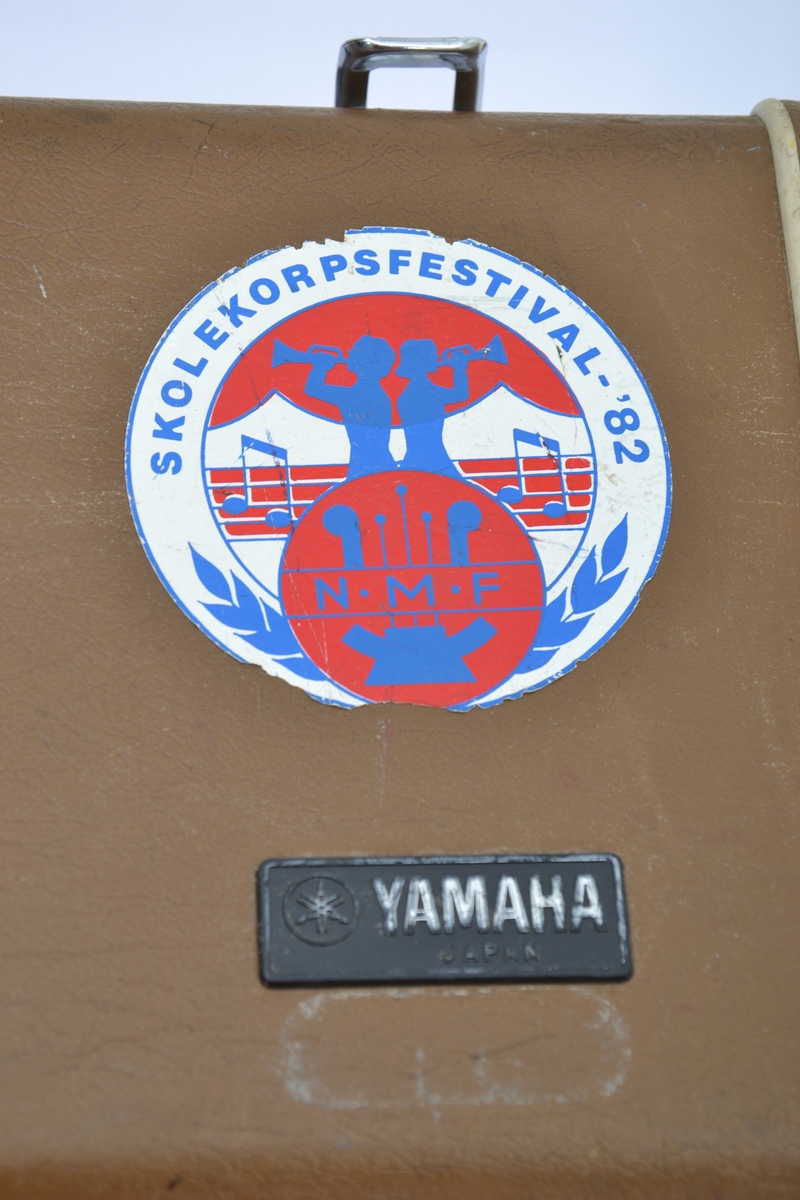 SKOLEKORPSFESTIVAL-'82
N·M·F
YAMAHA
JAPAN